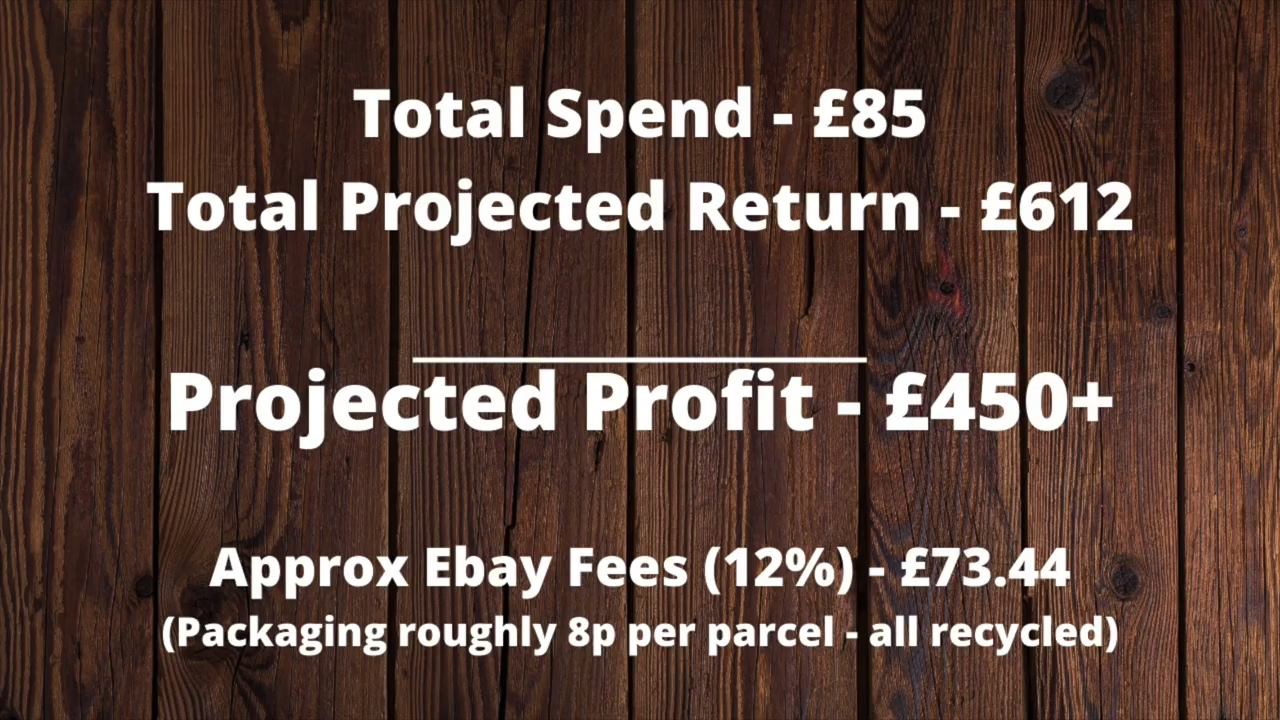 Total Spend - £85
Total Projected Return - £612
Projected Profit - £450+
Approx Ebay Fees (12%) - £73.44
(Packaging roughly 8p per parcel - all recycled)